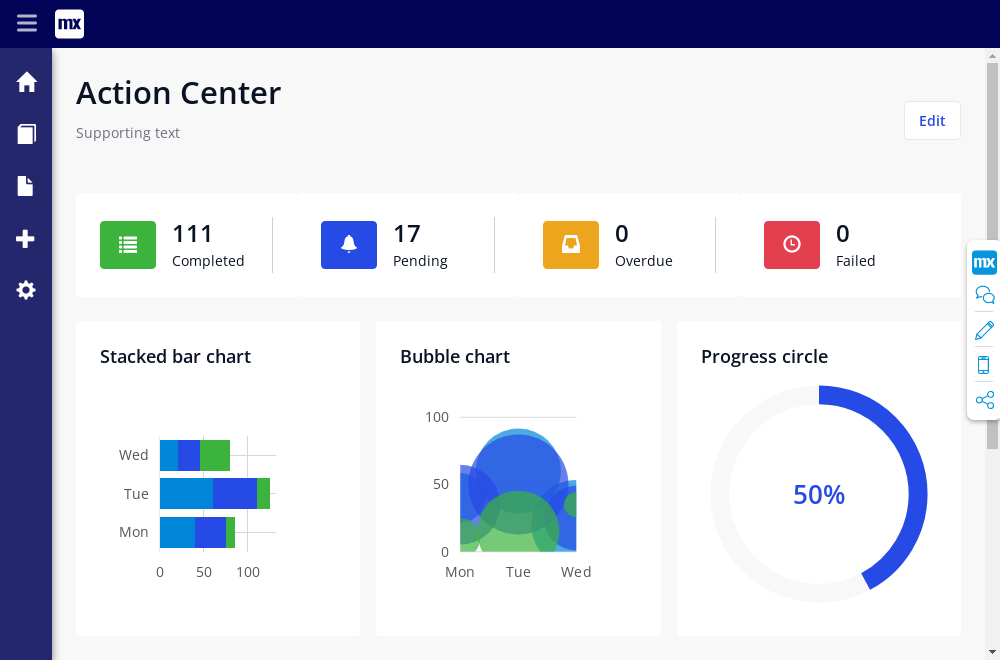 mx
Action Center
Supporting text
Edit
111
Completed
17
Pending
0
Overdue
0
Failed
mx
Stacked bar chart
Wed
Tue
Mon
0 50 100
Bubble chart
100
50
0
Mon Tue Wed
Progress circle
50%